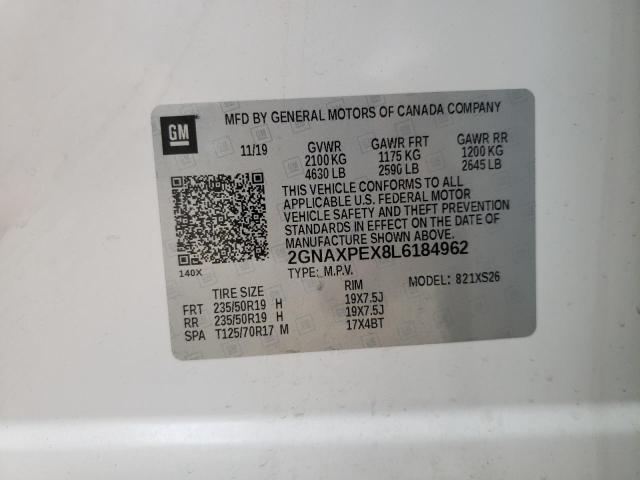 GM
MFD BY GENERAL MOTORS OF CANADA COMPANY
11/19 GVWR GAWR FRT GAWR RR
2100 KG 1175 KG 1200 KG
4630 LB 2590 LB 2645 LB
THIS VEHICLE CONFORMS TO ALL
APPLICABLE U.S. FEDERAL MOTOR
VEHICLE SAFETY AND THEFT PREVENTION
STANDARDS IN EFFECT ON THE DATE OF
MANUFACTURE SHOWN ABOVE.
2GNAXPEX8L6184962
140X
TYPE: M.P.V.
MODEL: 821XS26
TIRE SIZE RIM
FRT 235/50R19 H 19X7.5J
RR 235/50R19 H 19X7.5J
SPA T125/70R17 M 17X4BT